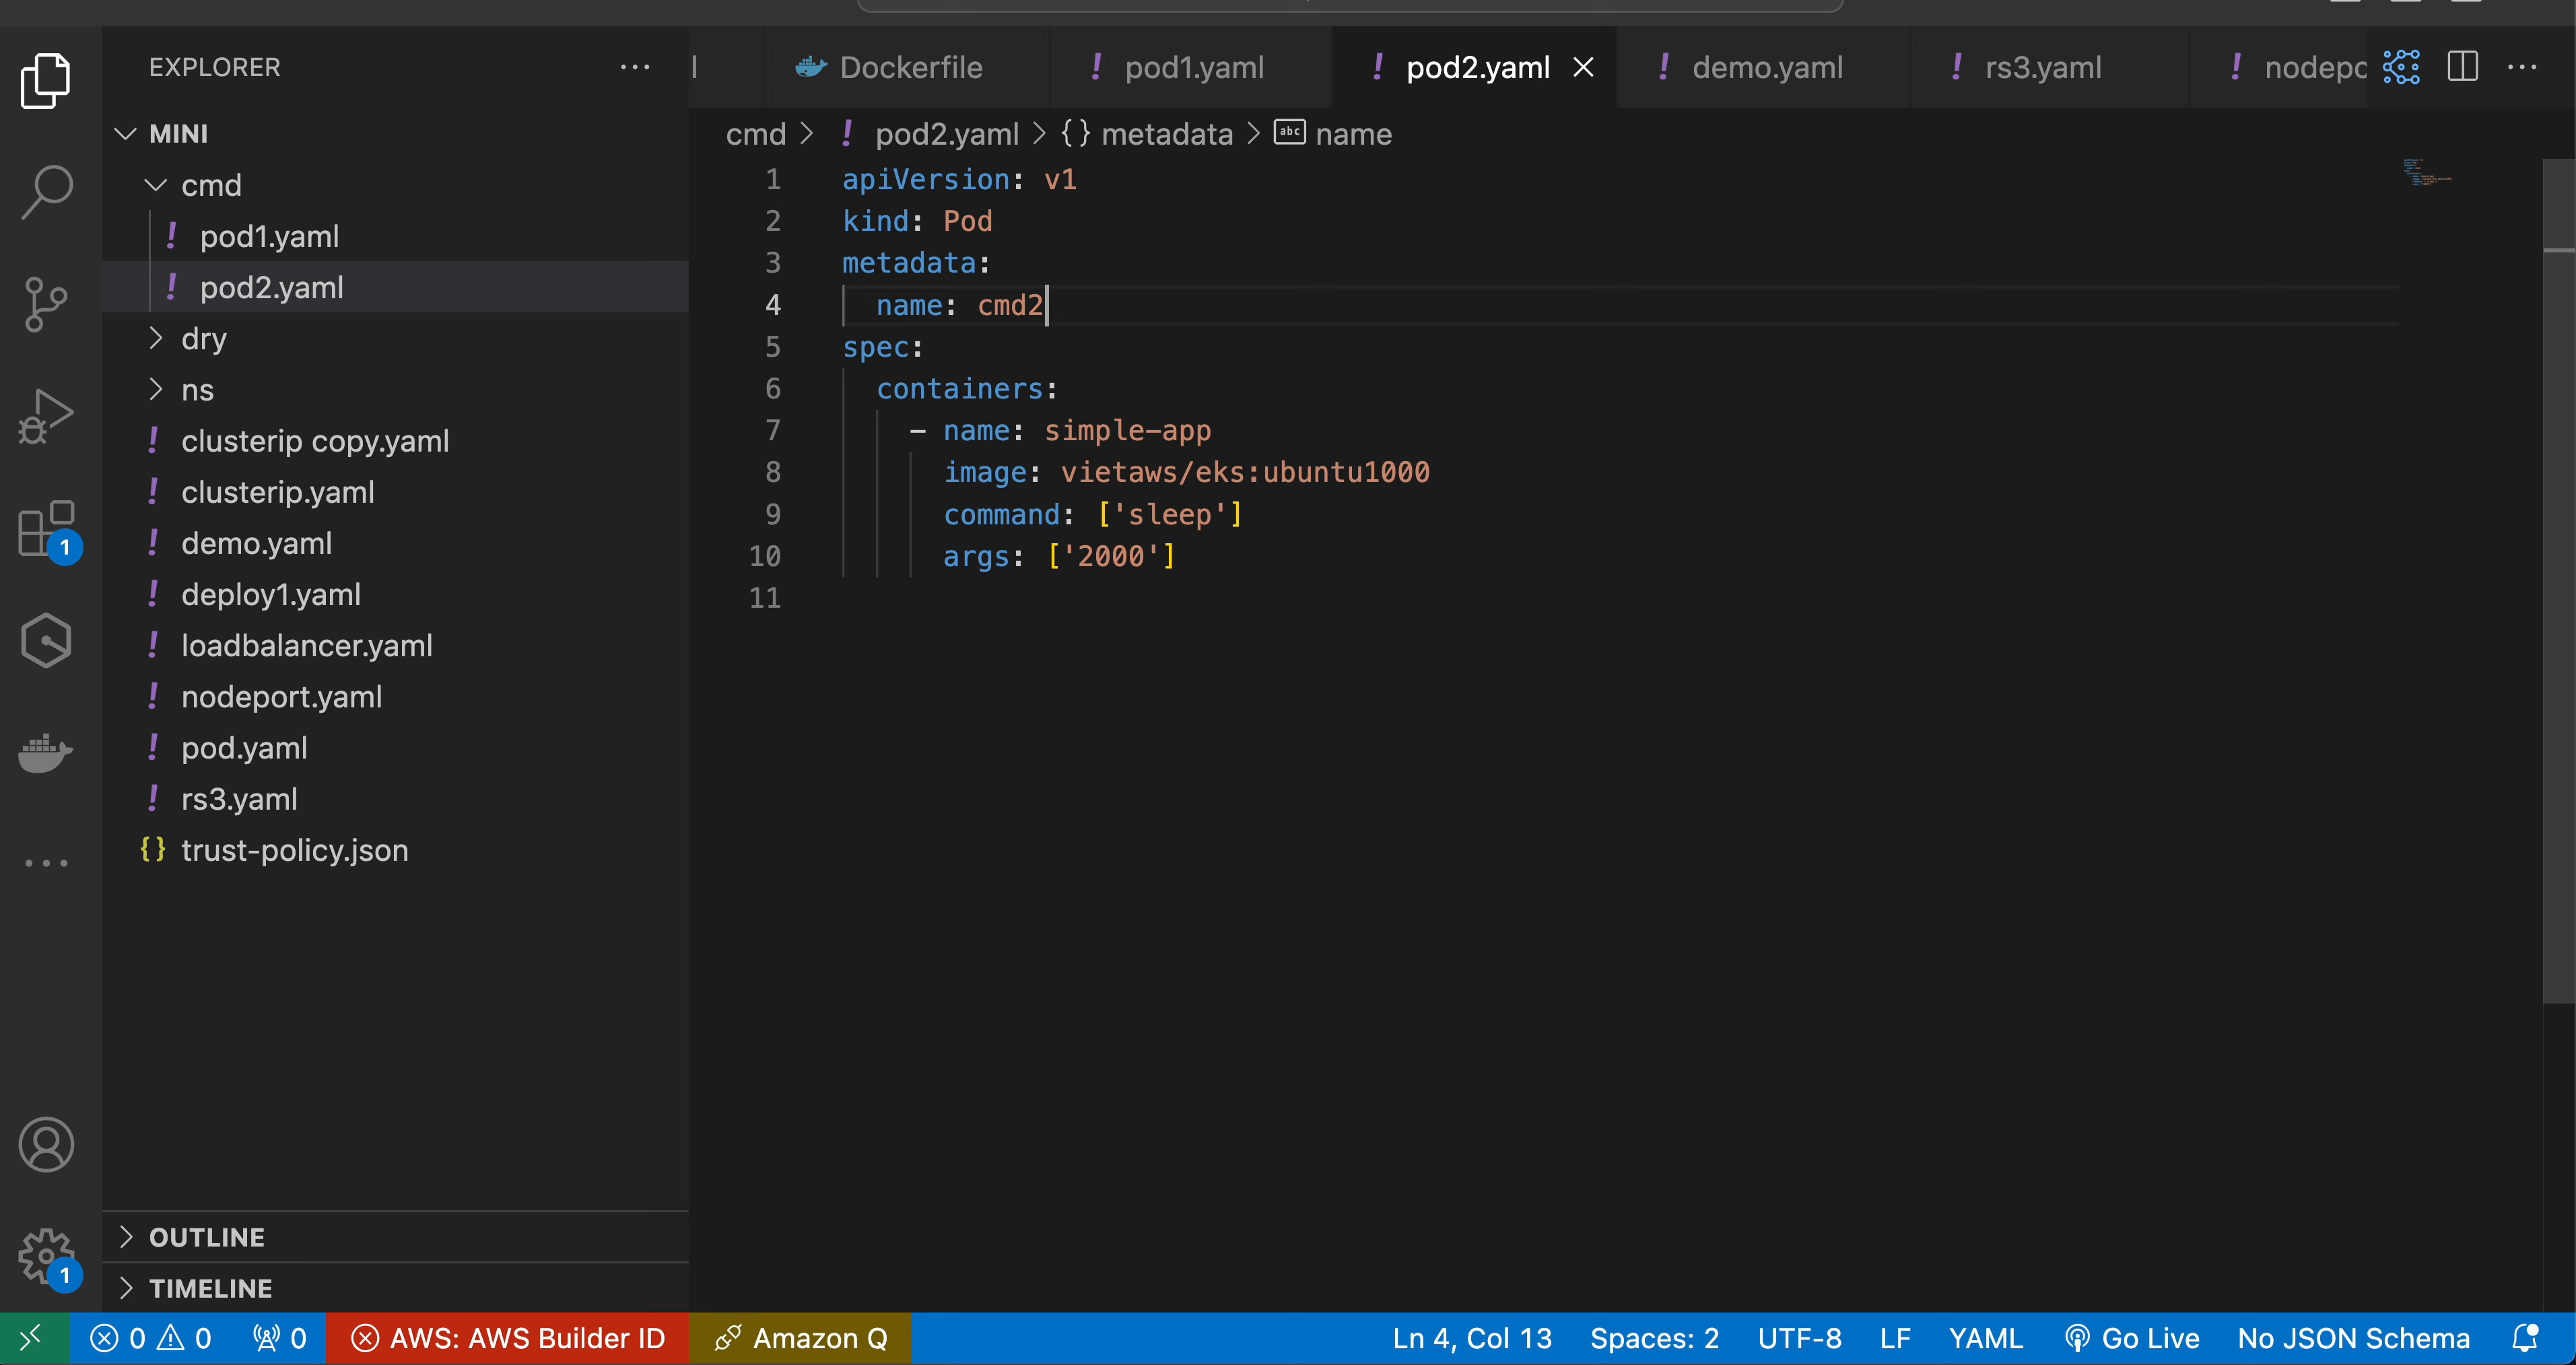 EXPLORER
MINI
cmd
pod1.yaml
pod2.yaml
dry
ns
clusterip copy.yaml
clusterip.yaml
demo.yaml
deploy1.yaml
loadbalancer.yaml
nodeport.yaml
pod.yaml
rs3.yaml
{} trust-policy.json
OUTLINE
TIMELINE
1
1
Dockerfile
! pod1.yaml
! pod2.yaml
! demo.yaml
! rs3.yaml
! nodepo
cmd > ! pod2.yaml > {} metadata > abc name
1 apiVersion: v1
2 kind: Pod
3 metadata:
4 name: cmd2
5 spec:
6 containers:
7 - name: simple-app
8 image: vietaws/eks:ubuntu1000
9 command: ['sleep']
10 args: ['2000']
11
0 0 0 AWS: AWS Builder ID Amazon Q Ln 4, Col 13 Spaces: 2 UTF-8 LF YAML Go Live No JSON Schema